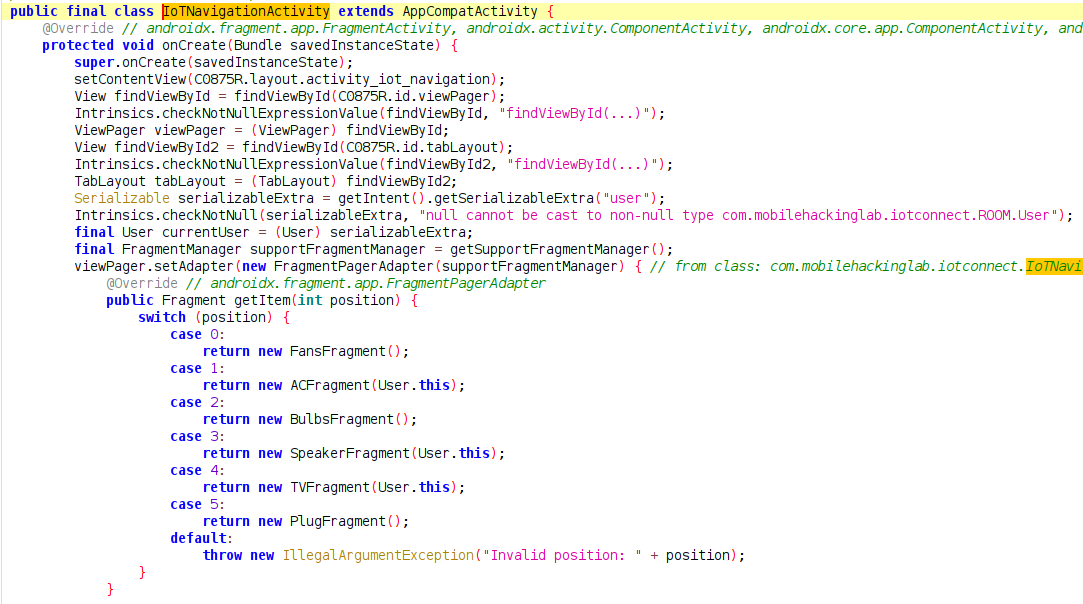 public final class IoTNavigationActivity extends AppCompatActivity {
@Override // androidx.fragment.app.FragmentActivity, androidx.activity.ComponentActivity, androidx.core.app.ComponentActivity, and
protected void onCreate(Bundle savedInstanceState) {
super.onCreate(savedInstanceState);
setContentView(C0875R.layout.activity_iot_navigation);
View findViewById = findViewById(C0875R.id.viewPager);
Intrinsics.checkNotNullExpressionValue(findViewById, "findViewById(...)");
ViewPager viewPager = (ViewPager) findViewById;
View findViewById2 = findViewById(C0875R.id.tabLayout);
Intrinsics.checkNotNullExpressionValue(findViewById2, "findViewById(...)");
TabLayout tabLayout = (TabLayout) findViewById2;
Serializable serializableExtra = getIntent().getSerializableExtra("user");
Intrinsics.checkNotNull(serializableExtra, "null cannot be cast to non-null type com.mobilehackinglab.iotconnect.ROOM.User");
final User currentUser = (User) serializableExtra;
final FragmentManager supportFragmentManager = getSupportFragmentManager();
viewPager.setAdapter(new FragmentPagerAdapter(supportFragmentManager) { // from class: com.mobilehackinglab.iotconnect.IoTNavi
@Override // androidx.fragment.app.FragmentPagerAdapter
public Fragment getItem(int position) {
switch (position) {
case 0:
return new FansFragment();
case 1:
return new ACFragment(User.this);
case 2:
return new BulbsFragment();
case 3:
return new SpeakerFragment(User.this);
case 4:
return new TVFragment(User.this);
case 5:
return new PlugFragment();
default:
throw new IllegalArgumentException("Invalid position: " + position);
}
}